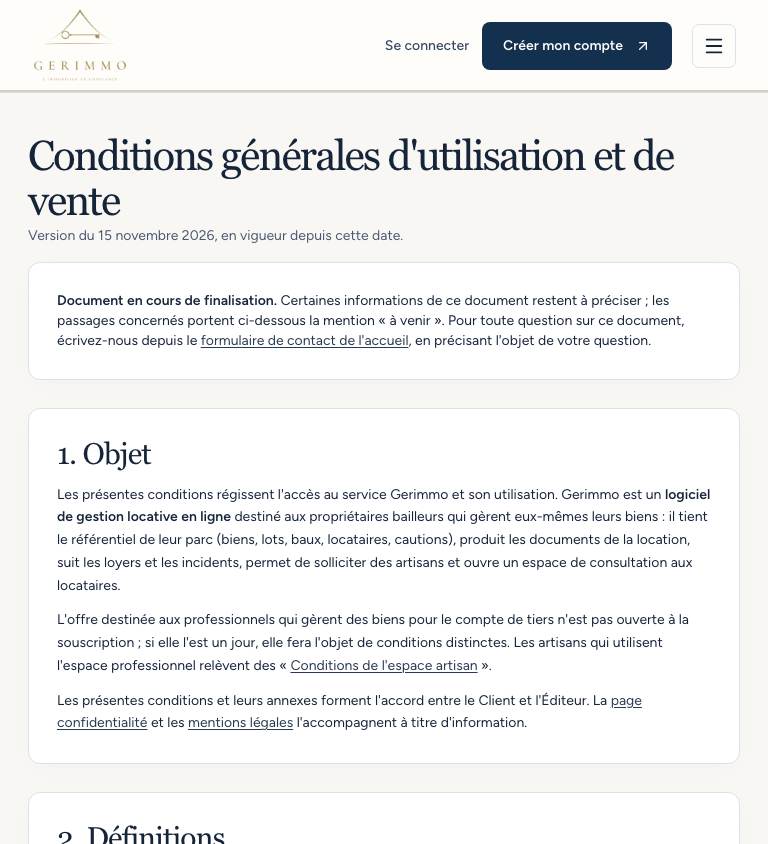 GERIMMO
Se connecter
Créer mon compte
Conditions générales d'utilisation et de
vente
Version du 15 novembre 2026, en vigueur depuis cette date.
Document en cours de finalisation. Certaines informations de ce document restent à préciser ; les
passages concernés portent ci-dessous la mention « à venir ». Pour toute question sur ce document,
écrivez-nous depuis le formulaire de contact de l'accueil, en précisant l'objet de votre question.
1. Objet
Les présentes conditions régissent l'accès au service Gerimmo et son utilisation. Gerimmo est un logiciel
de gestion locative en ligne destiné aux propriétaires bailleurs qui gèrent eux-mêmes leurs biens : il tient
le référentiel de leur parc (biens, lots, baux, locataires, cautions), produit les documents de la location,
suit les loyers et les incidents, permet de solliciter des artisans et ouvre un espace de consultation aux
locataires.
L'offre destinée aux professionnels qui gèrent des biens pour le compte de tiers n'est pas ouverte à la
souscription ; si elle l'est un jour, elle fera l'objet de conditions distinctes. Les artisans qui utilisent
l'espace professionnel relèvent des « Conditions de l'espace artisan ».
Les présentes conditions et leurs annexes forment l'accord entre le Client et l'Éditeur. La page
confidentialité et les mentions légales l'accompagnent à titre d'information.
2. Définitions